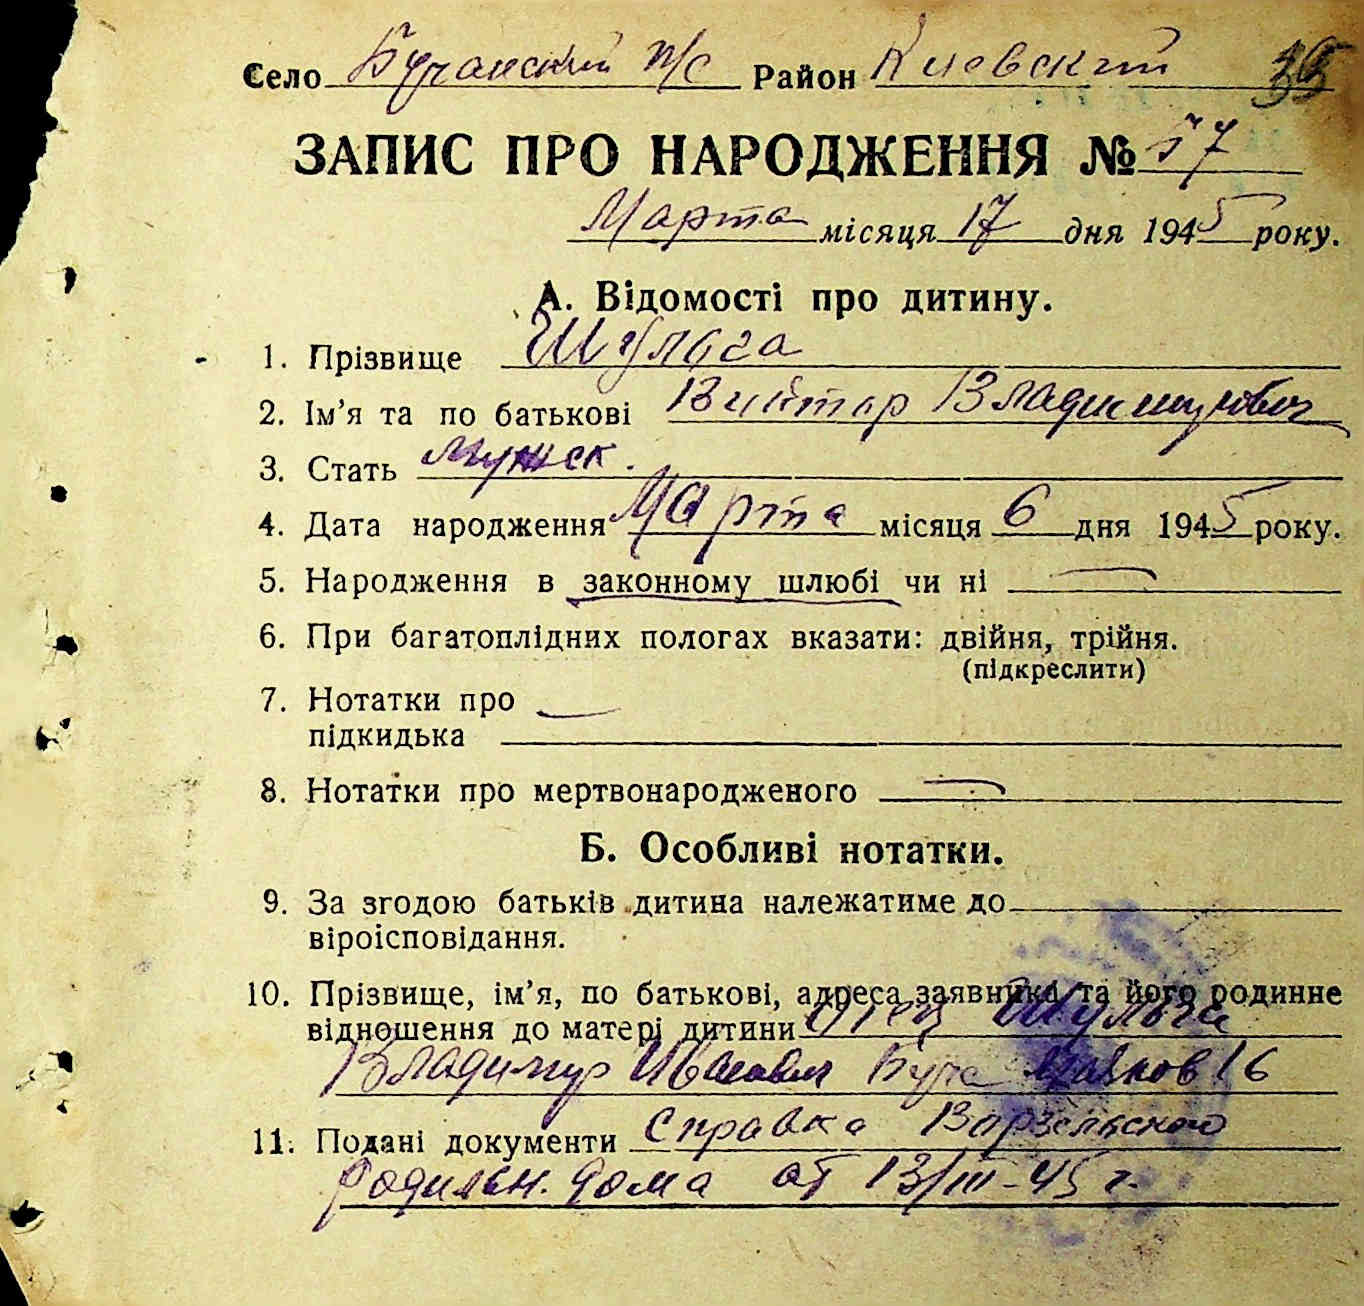 Село Бучанский п/с Район Киевский 35
ЗАПИС ПРО НАРОДЖЕННЯ № 57
Марта місяця 17 дня 1945 року.
А. Відомості про дитину.
1. Прізвище Шульга
2. Ім’я та по батькові Виктор Владимирович
3. Стать мужск.
4. Дата народження Марта місяця 6 дня 1945 року.
5. Народження в законному шлюбі чи ні —
6. При багатоплідних пологах вказати: двійня, трійня.
(підкреслити)
7. Нотатки про —
підкидька
8. Нотатки про мертвонародженого —
Б. Особливі нотатки.
9. За згодою батьків дитина належатиме до
віроісповідання.
10. Прізвище, ім’я, по батькові, адреса заявника та його родинне
відношення до матері дитини Отец Шульга
Владимир Иванович Буча 16
11. Подані документи Справка Ворзельского
родильн. дома от 13/III-45 г.